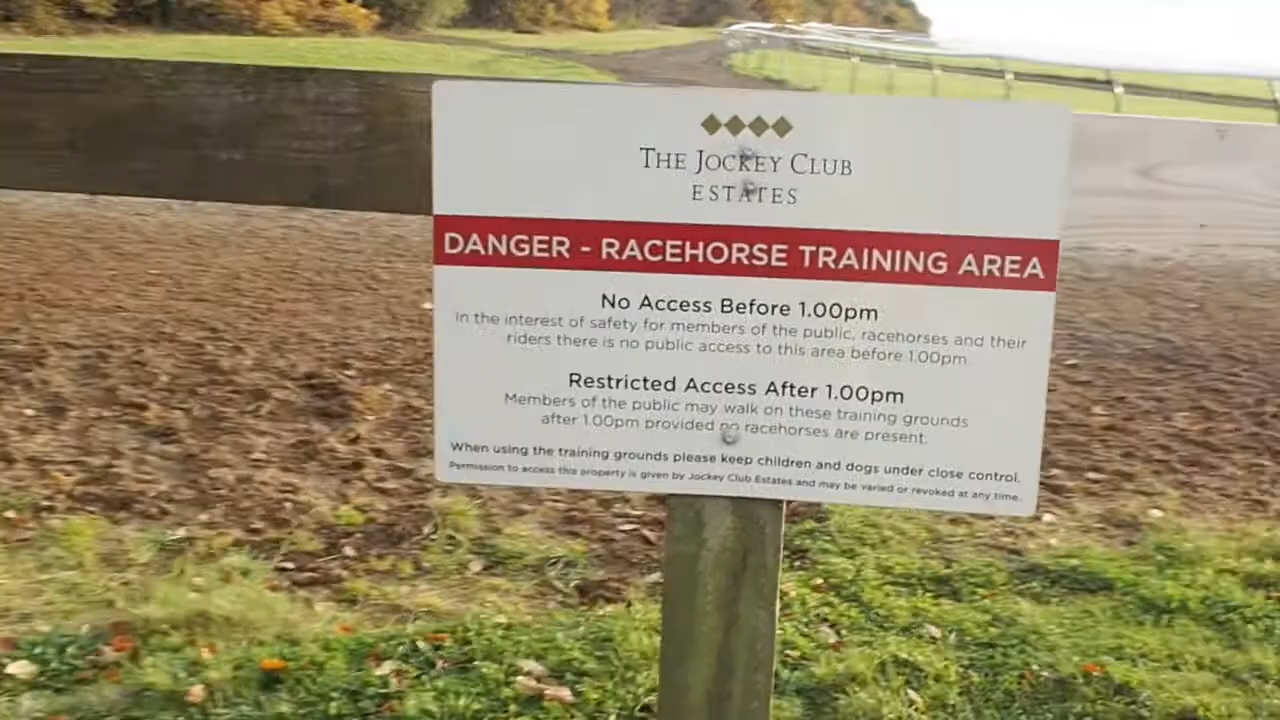 THE JOCKEY CLUB
ESTATES
DANGER - RACEHORSE TRAINING AREA
No Access Before 1.00pm
In the interest of safety for members of the public, racehorses and their
riders there is no public access to this area before 1.00pm.
Restricted Access After 1.00pm
Members of the public may walk on these training grounds
after 1.00pm provided no racehorses are present.
When using the training grounds please keep children and dogs under close control.
Permission to access this property is given by Jockey Club Estates and may be varied or revoked at any time.